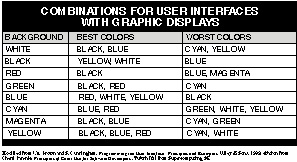 COMBINATIONS FOR USER INTERFACES
WITH GRAPHIC DISPLAYS
BACKGROUND BEST COLORS WORST COLORS
WHITE BLACK, BLUE CYAN, YELLOW
BLACK YELLOW, WHITE BLUE
RED BLACK BLUE, MAGENTA
GREEN BLACK, RED CYAN
BLUE RED, WHITE, YELLOW BLACK
CYAN BLUE, RED GREEN, WHITE, YELLOW
MAGENTA BLACK, BLUE CYAN, GREEN
YELLOW BLACK, BLUE, RED CYAN, WHITE